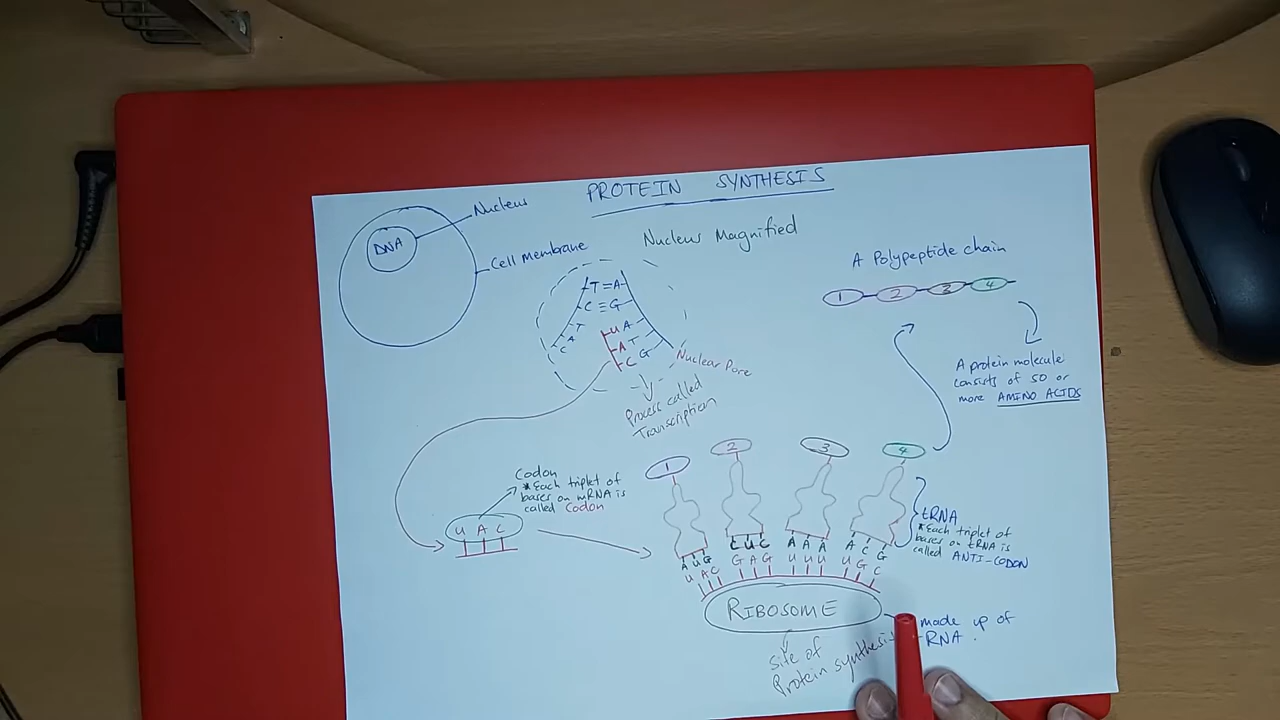 PROTEIN SYNTHESIS
Nucleus
DNA
Cell membrane
Nucleus Magnified
T=A
C≡G
T
A
C
U A
A T
C G
Nuclear Pore
Process called
Transcription
A Polypeptide chain
1 2 3 4
A protein molecule
consists of 50 or
more AMINO ACIDS
Codon
*Each triplet of
bases on mRNA is
called Codon
U A C
1 2 3 4
tRNA
*Each triplet of
bases on tRNA is
called ANTI-CODON
A U G C U C A A A A C G
U A C G A G U U U U G C
RIBOSOME
made up of
RNA.
site of
Protein synthesis